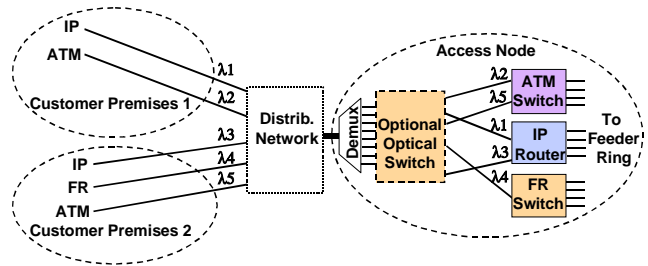 IP
ATM
λ1
λ2
Customer Premises 1
λ3
IP
λ4
FR
λ5
ATM
Customer Premises 2
Distrib.
Network
Access Node
Demux
Optional
Optical
Switch
λ2
λ5
λ1
λ3
λ4
ATM
Switch
IP
Router
FR
Switch
To
Feeder
Ring